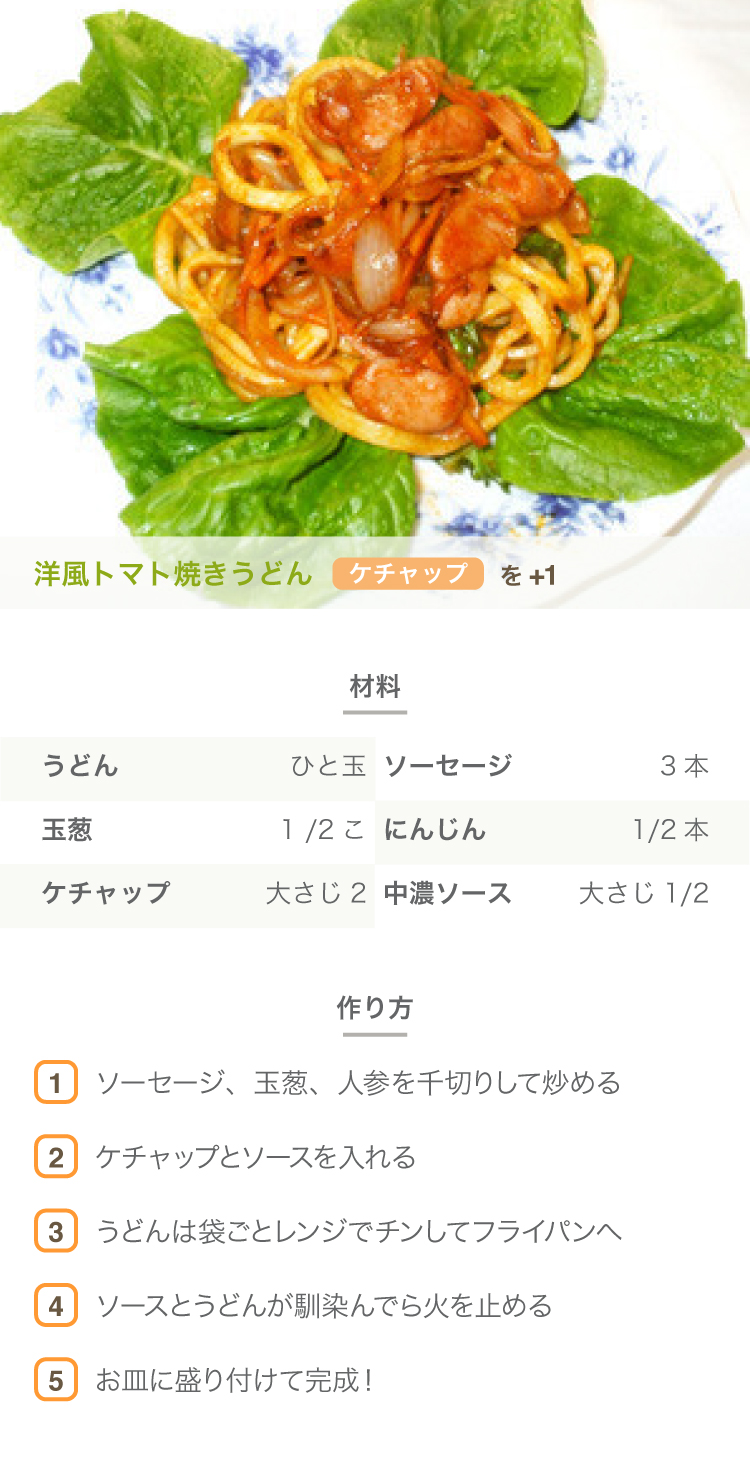 洋風トマト焼きうどん ケチャップ を +1
材料
うどん ひと玉 ソーセージ 3 本
玉葱 1 /2 こ にんじん 1/2 本
ケチャップ 大さじ 2 中濃ソース 大さじ 1/2
作り方
1 ソーセージ、玉葱、人参を千切りして炒める
2 ケチャップとソースを入れる
3 うどんは袋ごとレンジでチンしてフライパンへ
4 ソースとうどんが馴染んでら火を止める
5 お皿に盛り付けて完成！